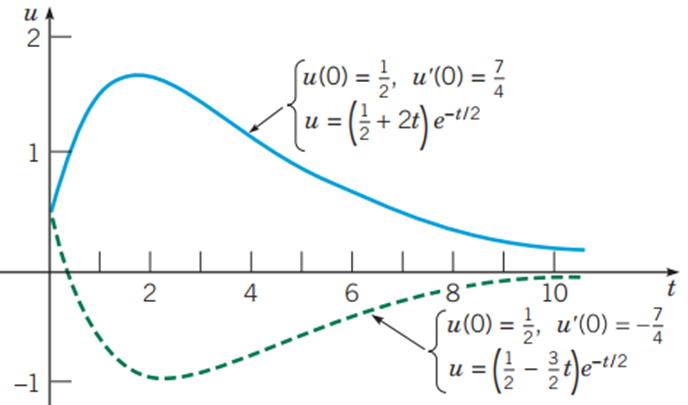 u
2
u(0) = 1/2, u'(0) = 7/4
u = (1/2 + 2t) e^{-t/2}
1
2 4 6 8 10 t
u(0) = 1/2, u'(0) = -7/4
u = (1/2 - 3/2 t) e^{-t/2}
-1